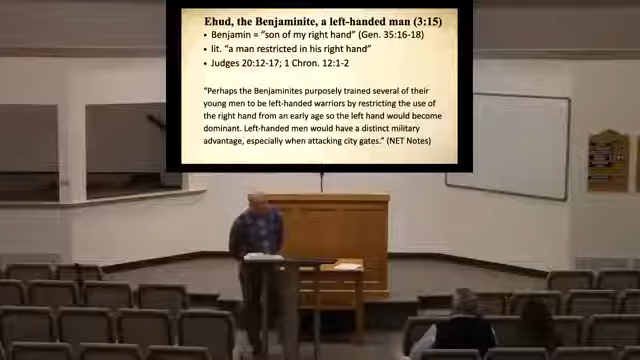 Ehud, the Benjaminite, a left-handed man (3:15)
• Benjamin = "son of my right hand" (Gen. 35:16-18)
• lit. "a man restricted in his right hand"
• Judges 20:12-17; 1 Chron. 12:1-2
"Perhaps the Benjaminites purposely trained several of their
young men to be left-handed warriors by restricting the use of
the right hand from an early age so the left hand would become
dominant. Left-handed men would have a distinct military
advantage, especially when attacking city gates." (NET Notes)